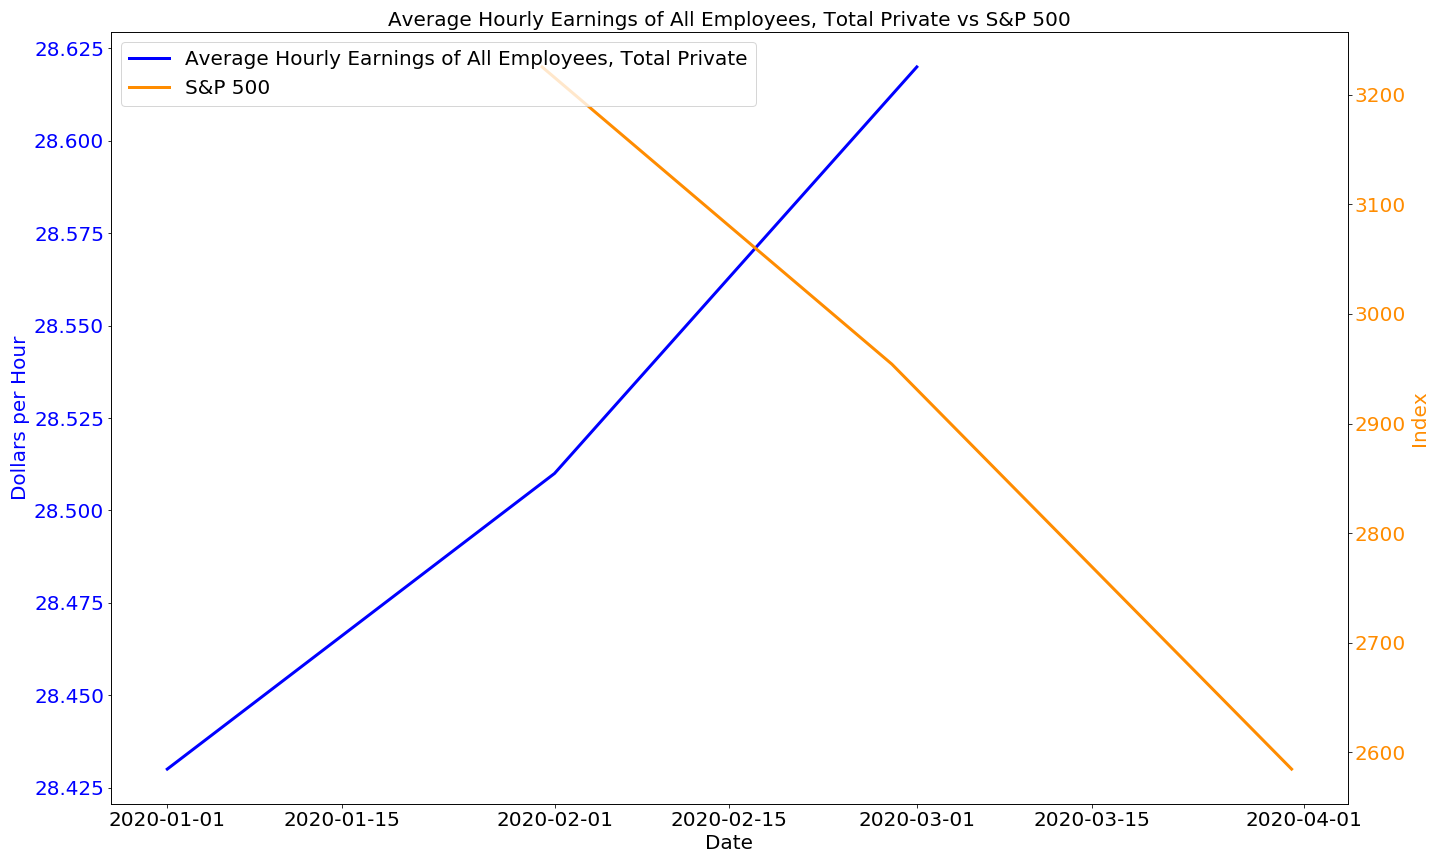 Average Hourly Earnings of All Employees, Total Private vs S&P 500
Average Hourly Earnings of All Employees, Total Private
S&P 500
Dollars per Hour
28.625
28.600
28.575
28.550
28.525
28.500
28.475
28.450
28.425
3200
3100
3000
2900
2800
2700
2600
Index
2020-01-01 2020-01-15 2020-02-01 2020-02-15 2020-03-01 2020-03-15 2020-04-01
Date